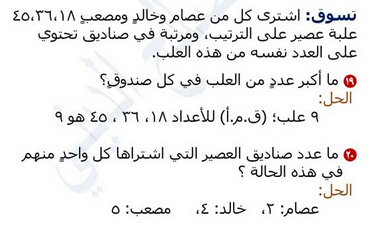 تسوق: اشترى كل من عصام وخالدٍ ومصعبٍ ٤٥،٣٦،١٨
علبة عصير على الترتيب، ومرتبة في صناديق تحتوي
على العدد نفسه من هذه العلب.
١٩ ما أكبر عددٍ من العلب في كل صندوقٍ؟
الحل:
٩ علب؛ (ق.م.أ) للأعداد ١٨، ٣٦ ، ٤٥ هو ٩
٢٠ ما عدد صناديق العصير التي اشتراها كل واحدٍ منهم
في هذه الحالة ؟
الحل:
عصام: ٢، خالد: ٤، مصعب: ٥